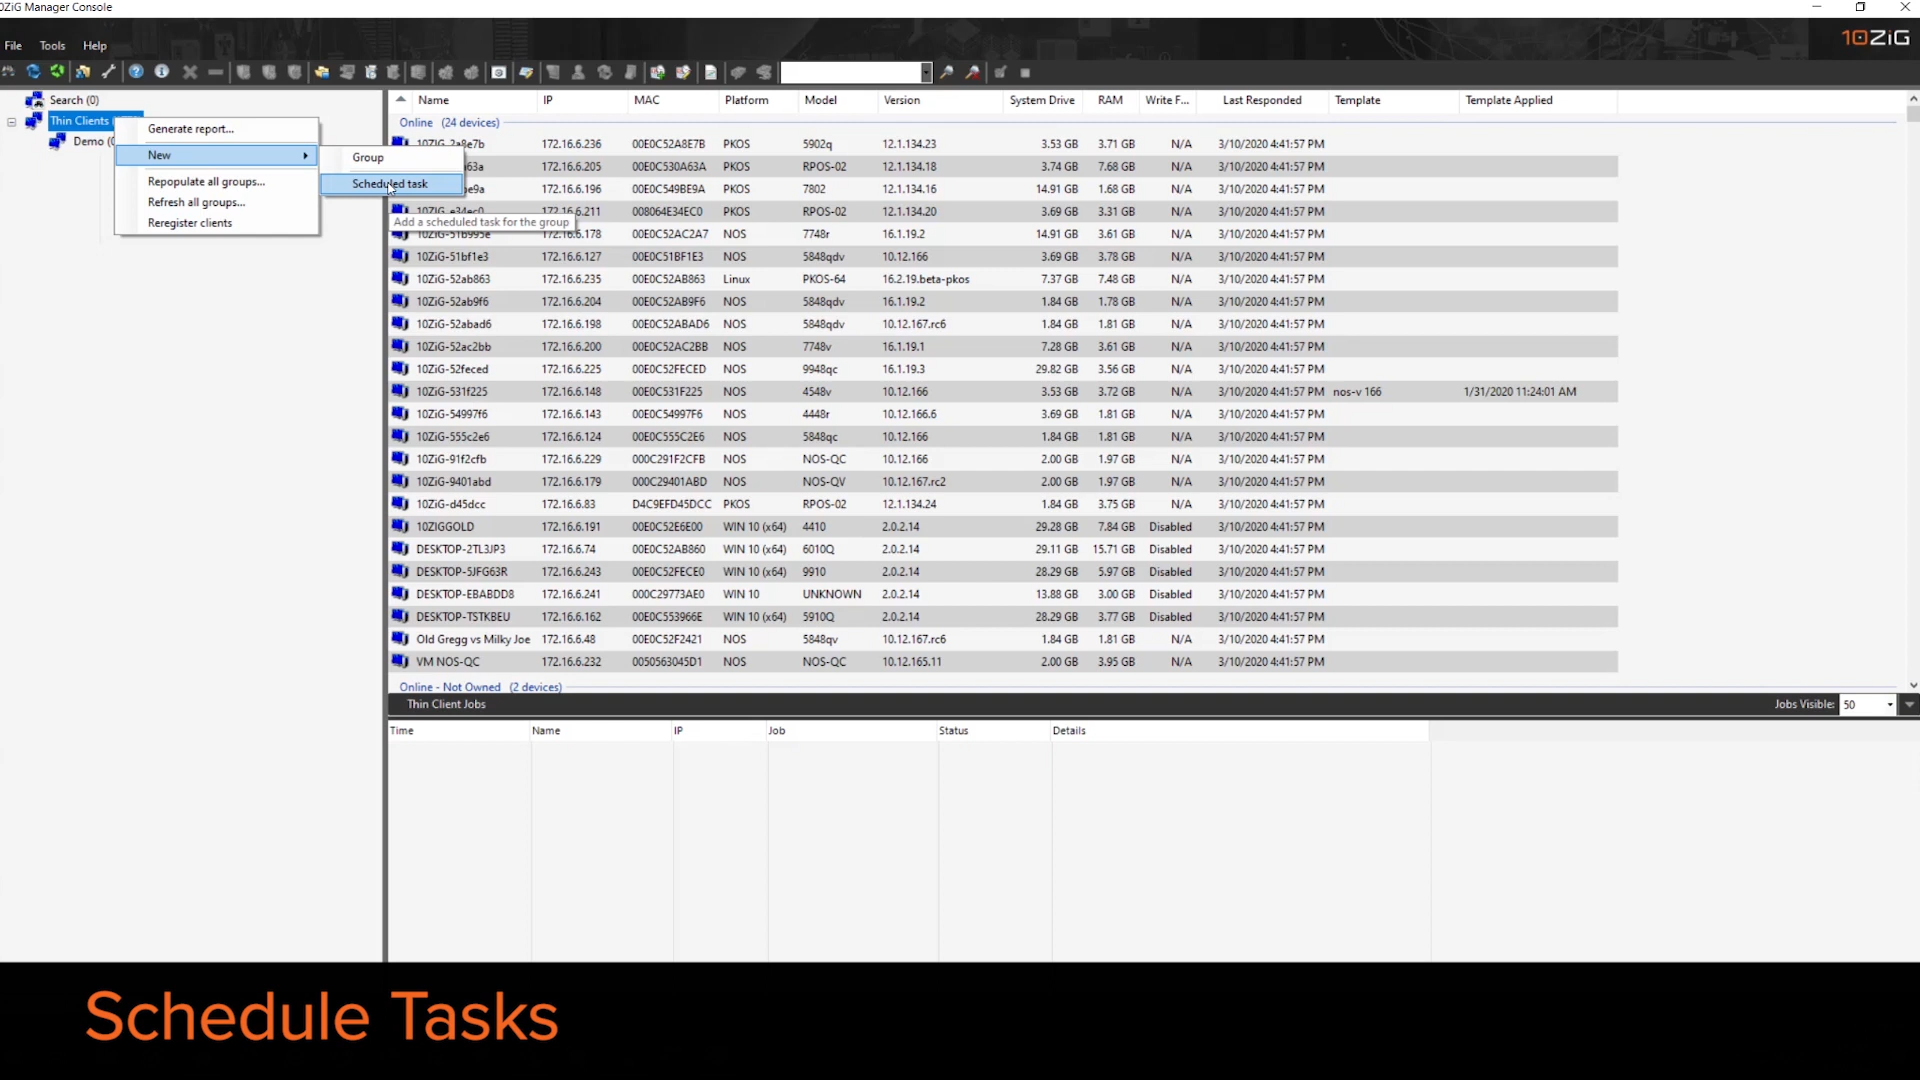 0ZiG Manager Console
File Tools Help
10ZiG
Search (0)
Thin Clients
Demo (0
Generate report...
New
Repopulate all groups...
Refresh all groups...
Reregister clients
Group
Scheduled task
Add a scheduled task for the group
Name IP MAC Platform Model Version System Drive RAM Write F... Last Responded Template Template Applied
Online (24 devices)
10ZiG-2a8e7b 172.16.6.236 00E0C52A8E7B PKOS 5902q 12.1.134.23 3.53 GB 3.71 GB N/A 3/10/2020 4:41:57 PM
a63a 172.16.6.205 00E0C530A63A PKOS RPOS-02 12.1.134.18 3.74 GB 7.68 GB N/A 3/10/2020 4:41:57 PM
be9a 172.16.6.196 00E0C549BE9A PKOS 7802 12.1.134.16 14.91 GB 1.68 GB N/A 3/10/2020 4:41:57 PM
10ZiG-e34ec0 172.16.6.211 008064E34EC0 PKOS RPOS-02 12.1.134.20 3.69 GB 3.31 GB N/A 3/10/2020 4:41:57 PM
10ZiG-51b995e 172.16.6.178 00E0C52AC2A7 NOS 7748r 16.1.19.2 14.91 GB 3.61 GB N/A 3/10/2020 4:41:57 PM
10ZiG-51bf1e3 172.16.6.127 00E0C51BF1E3 NOS 5848qdv 10.12.166 3.69 GB 3.78 GB N/A 3/10/2020 4:41:57 PM
10ZiG-52ab863 172.16.6.235 00E0C52AB863 Linux PKOS-64 16.2.19.beta-pkos 7.37 GB 7.48 GB N/A 3/10/2020 4:41:57 PM
10ZiG-52ab9f6 172.16.6.204 00E0C52AB9F6 NOS 5848qdv 16.1.19.2 1.84 GB 1.78 GB N/A 3/10/2020 4:41:57 PM
10ZiG-52abad6 172.16.6.198 00E0C52ABAD6 NOS 5848qdv 10.12.167.rc6 1.84 GB 1.81 GB N/A 3/10/2020 4:41:57 PM
10ZiG-52ac2bb 172.16.6.200 00E0C52AC2BB NOS 7748v 16.1.19.1 7.28 GB 3.61 GB N/A 3/10/2020 4:41:57 PM
10ZiG-52feced 172.16.6.225 00E0C52FECED NOS 9948qc 16.1.19.3 29.82 GB 3.56 GB N/A 3/10/2020 4:41:57 PM
10ZiG-531f225 172.16.6.148 00E0C531F225 NOS 4548v 10.12.166 3.53 GB 3.72 GB N/A 3/10/2020 4:41:57 PM nos-v 166 1/31/2020 11:24:01 AM
10ZiG-54997f6 172.16.6.143 00E0C54997F6 NOS 4448r 10.12.166.6 3.69 GB 1.81 GB N/A 3/10/2020 4:41:57 PM
10ZiG-555c2e6 172.16.6.124 00E0C555C2E6 NOS 5848qc 10.12.166 1.84 GB 1.81 GB N/A 3/10/2020 4:41:57 PM
10ZiG-91f2cfb 172.16.6.229 000C291F2CFB NOS NOS-QC 10.12.166 2.00 GB 1.97 GB N/A 3/10/2020 4:41:57 PM
10ZiG-9401abd 172.16.6.179 000C29401ABD NOS NOS-QV 10.12.167.rc2 2.00 GB 1.97 GB N/A 3/10/2020 4:41:57 PM
10ZiG-d45dcc 172.16.6.83 D4C9EFD45DCC PKOS RPOS-02 12.1.134.24 1.84 GB 3.75 GB N/A 3/10/2020 4:41:57 PM
10ZIGGOLD 172.16.6.191 00E0C52E6E00 WIN 10 (x64) 4410 2.0.2.14 29.28 GB 7.84 GB Disabled 3/10/2020 4:41:57 PM
DESKTOP-2TL3JP3 172.16.6.74 00E0C52AB860 WIN 10 (x64) 6010Q 2.0.2.14 29.11 GB 15.71 GB Disabled 3/10/2020 4:41:57 PM
DESKTOP-5JFG63R 172.16.6.243 00E0C52FECE0 WIN 10 (x64) 9910 2.0.2.14 28.29 GB 5.97 GB Disabled 3/10/2020 4:41:57 PM
DESKTOP-EBABDD8 172.16.6.241 000C29773AE0 WIN 10 UNKNOWN 2.0.2.14 13.88 GB 3.00 GB Disabled 3/10/2020 4:41:57 PM
DESKTOP-TSTKBEU 172.16.6.162 00E0C553966E WIN 10 (x64) 5910Q 2.0.2.14 28.29 GB 3.77 GB Disabled 3/10/2020 4:41:57 PM
Old Gregg vs Milky Joe 172.16.6.48 00E0C52F2421 NOS 5848qv 10.12.167.rc6 1.84 GB 1.81 GB N/A 3/10/2020 4:41:57 PM
VM NOS-QC 172.16.6.232 0050563045D1 NOS NOS-QC 10.12.165.11 2.00 GB 3.95 GB N/A 3/10/2020 4:41:57 PM
Online - Not Owned (2 devices)
Thin Client Jobs Jobs Visible: 50
Time Name IP Job Status Details
Schedule Tasks